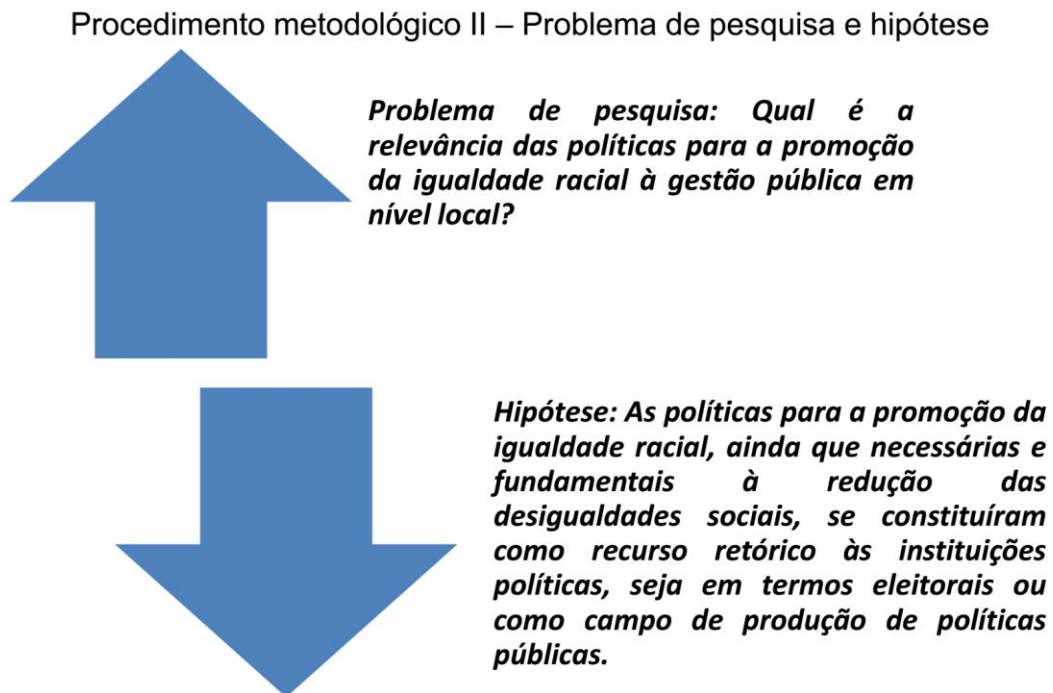 Procedimento metodológico II – Problema de pesquisa e hipótese
Problema de pesquisa: Qual é a
relevância das políticas para a promoção
da igualdade racial à gestão pública em
nível local?
Hipótese: As políticas para a promoção da
igualdade racial, ainda que necessárias e
fundamentais à redução das
desigualdades sociais, se constituíram
como recurso retórico às instituições
políticas, seja em termos eleitorais ou
como campo de produção de políticas
públicas.